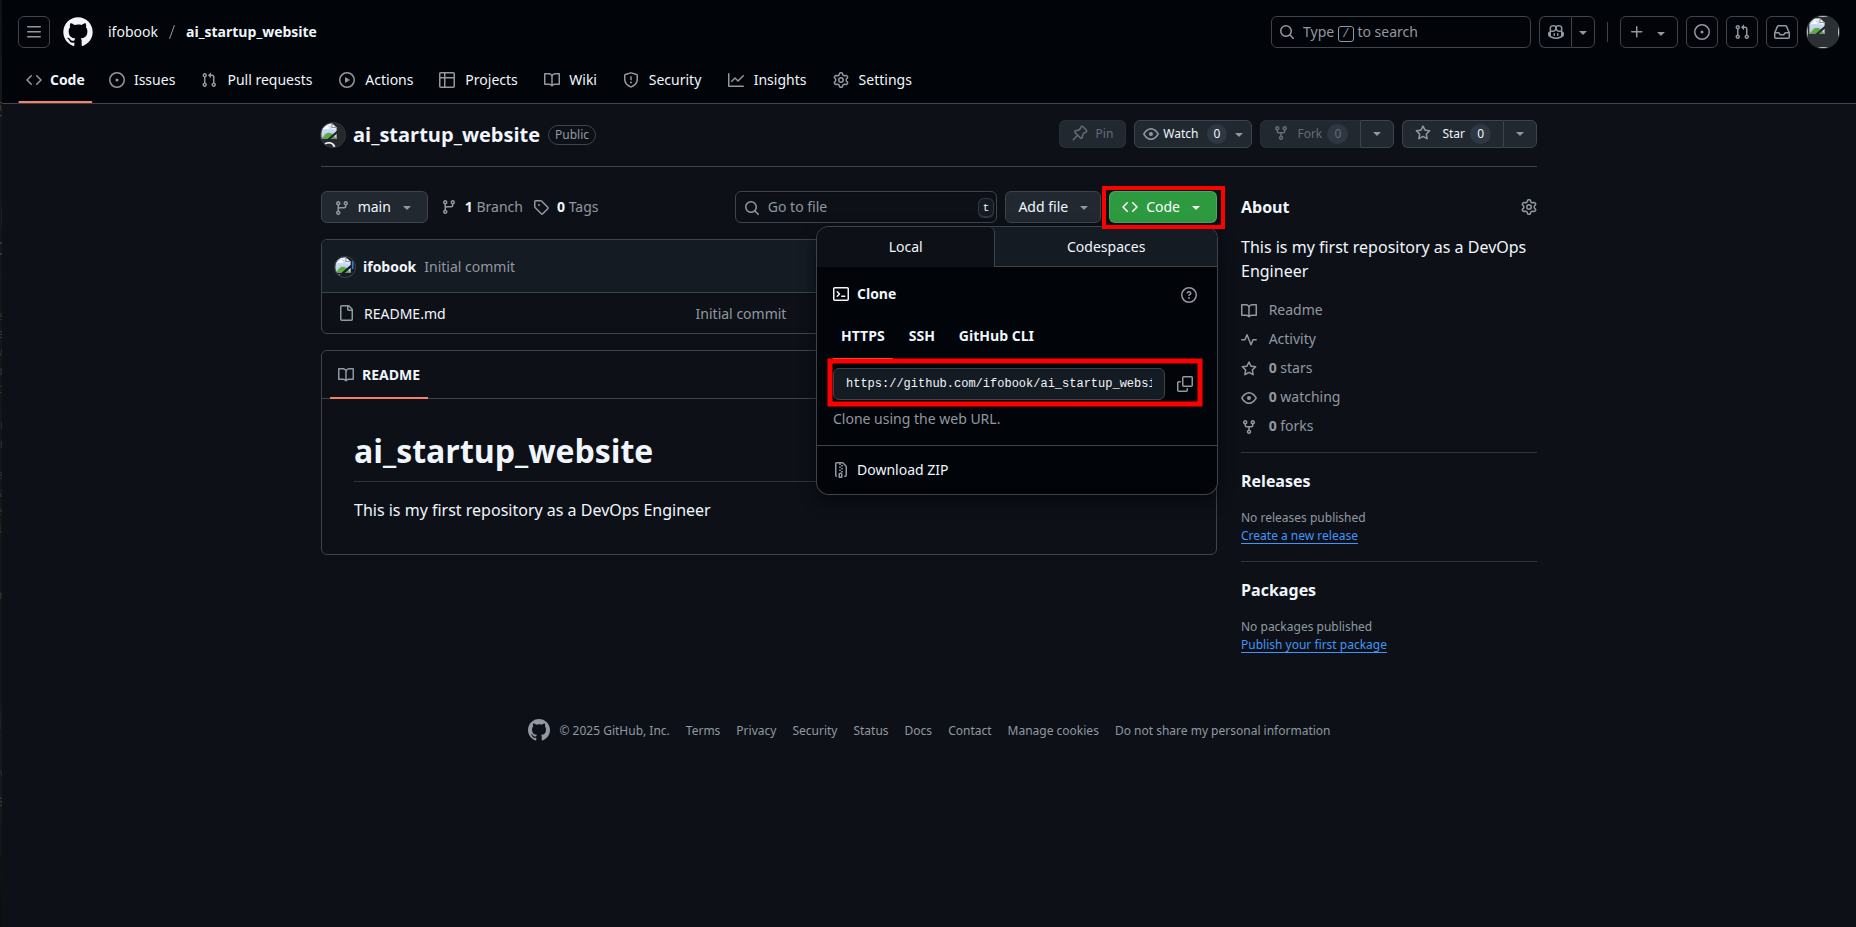 ifobook / ai_startup_website
Type / to search
Code Issues Pull requests Actions Projects Wiki Security Insights Settings
ai_startup_website Public
Pin Watch 0 Fork 0 Star 0
main 1 Branch 0 Tags Go to file t Add file Code
ifobook Initial commit
README.md Initial commit
README
ai_startup_website
This is my first repository as a DevOps Engineer
Local Codespaces
Clone
HTTPS SSH GitHub CLI
https://github.com/ifobook/ai_startup_websi
Clone using the web URL.
Download ZIP
About
This is my first repository as a DevOps
Engineer
Readme
Activity
0 stars
0 watching
0 forks
Releases
No releases published
Create a new release
Packages
No packages published
Publish your first package
© 2025 GitHub, Inc. Terms Privacy Security Status Docs Contact Manage cookies Do not share my personal information